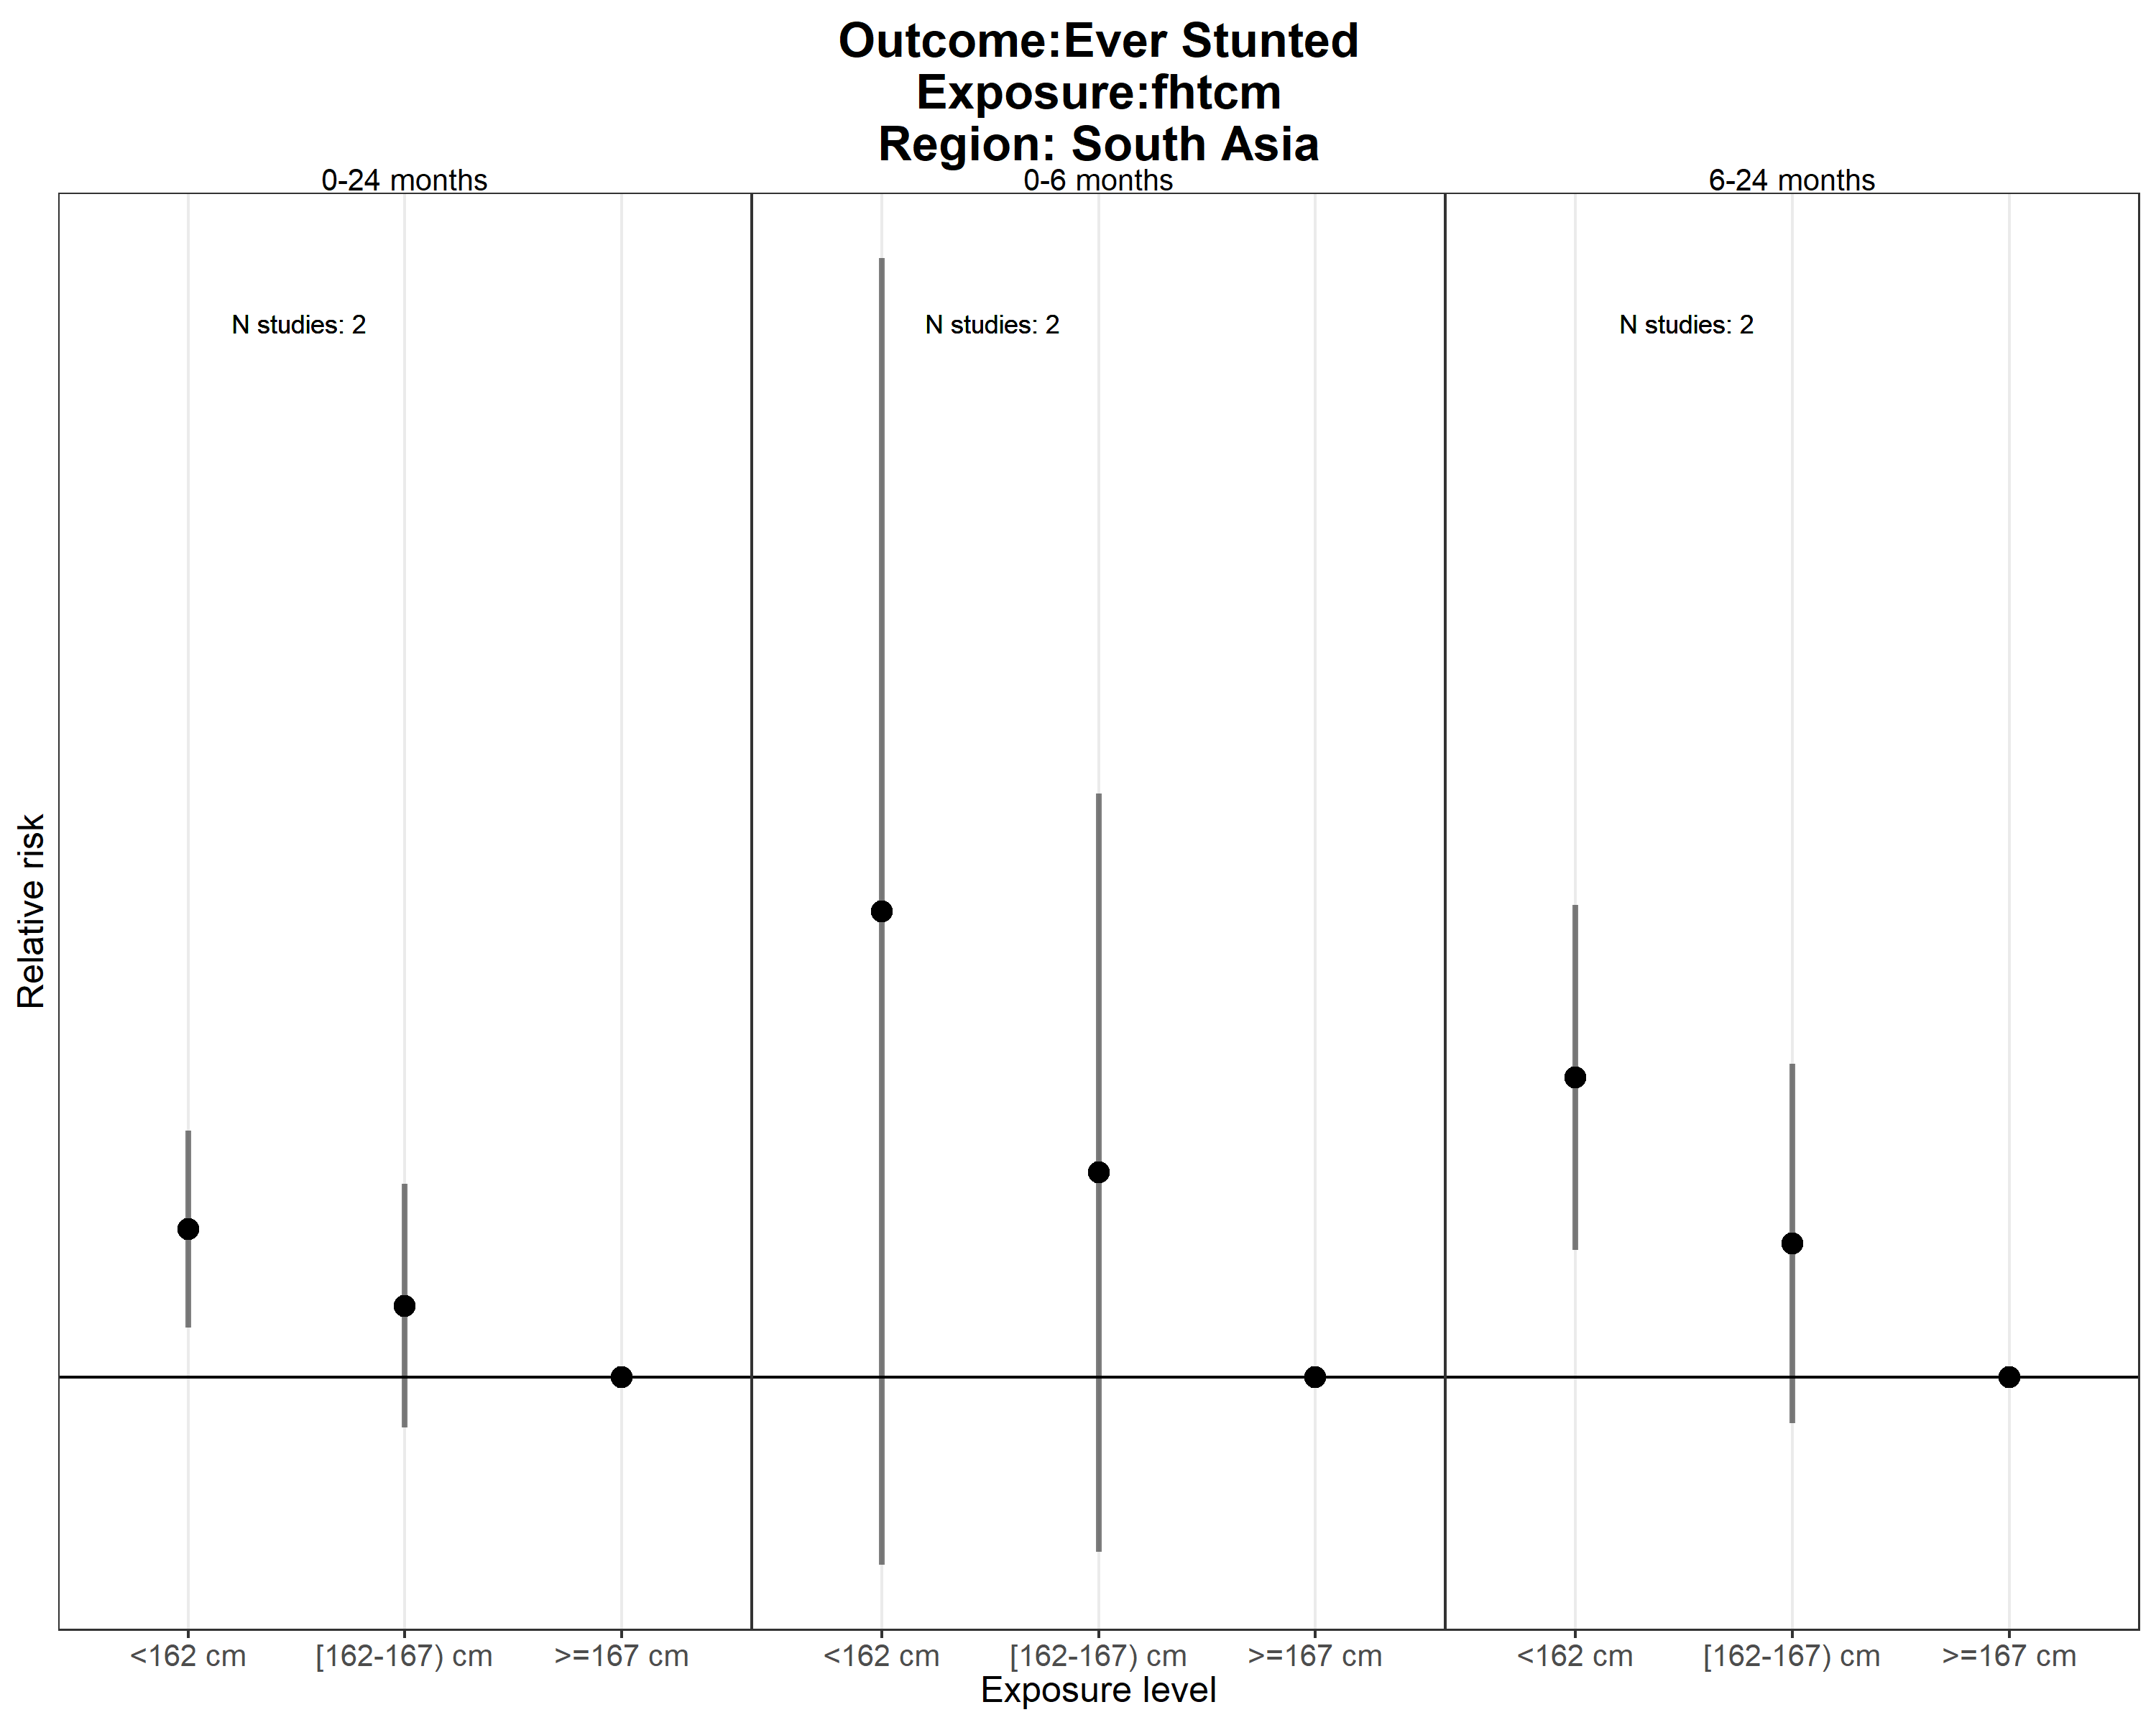 Outcome:Ever Stunted
Exposure:fhtcm
Region: South Asia
0-24 months
0-6 months
6-24 months
N studies: 2
N studies: 2
N studies: 2
Relative risk
<162 cm
[162-167) cm
>=167 cm
<162 cm
[162-167) cm
>=167 cm
<162 cm
[162-167) cm
>=167 cm
Exposure level